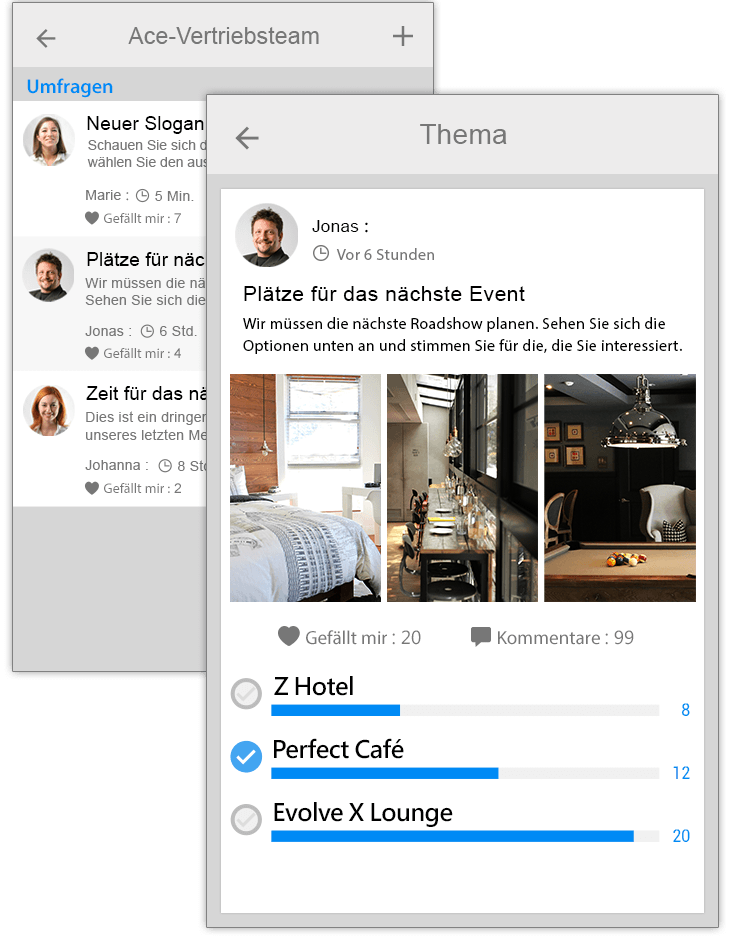 Ace-Vertriebsteam
Umfragen
Neuer Slogan
Schauen Sie sich d
wählen Sie den aus
Marie : 5 Min.
Gefällt mir : 7
Plätze für näc
Wir müssen die nä
Sehen Sie sich die
Jonas : 6 Std.
Gefällt mir : 4
Zeit für das nä
Dies ist ein dringen
unseres letzten Me
Johanna : 8 Std
Gefällt mir : 2
Thema
Jonas :
Vor 6 Stunden
Plätze für das nächste Event
Wir müssen die nächste Roadshow planen. Sehen Sie sich die
Optionen unten an und stimmen Sie für die, die Sie interessiert.
Gefällt mir : 20 Kommentare : 99
Z Hotel
8
Perfect Café
12
Evolve X Lounge
20